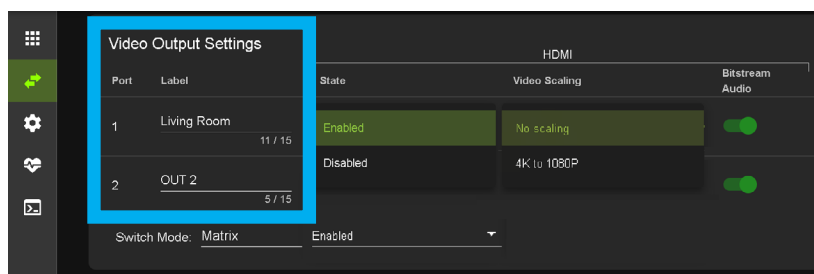 Video Output Settings
HDMI
Port Label State Video Scaling Bitstream Audio
1 Living Room Enabled No scaling
11 / 15
Disabled 4K to 1080P
2 OUT 2
5 / 15
Switch Mode: Matrix Enabled